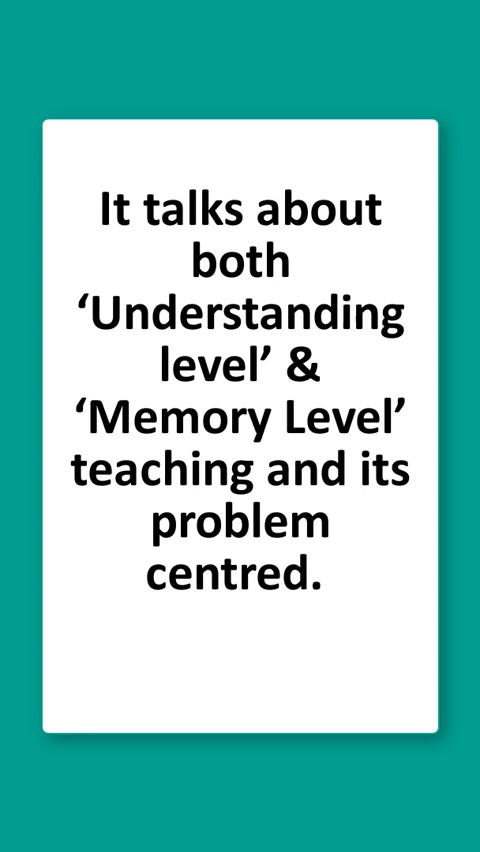 It talks about
both
‘Understanding
level’ &
‘Memory Level’
teaching and its
problem
centred.